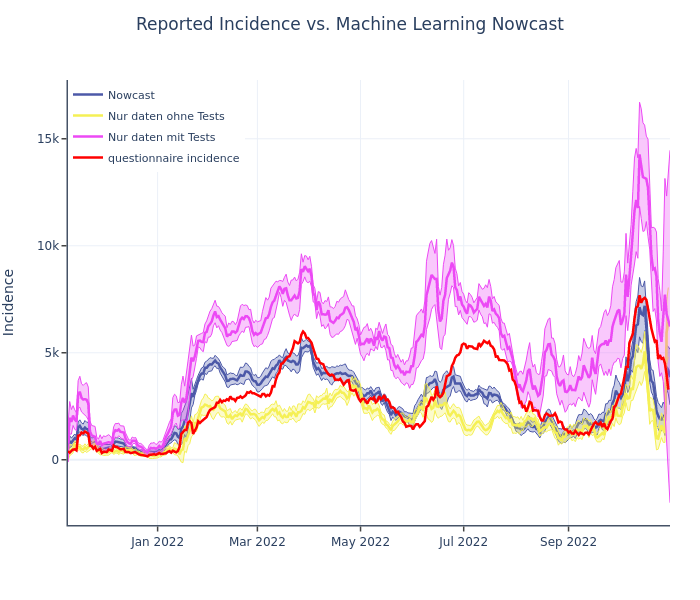 Reported Incidence vs. Machine Learning Nowcast
Nowcast
Nur daten ohne Tests
Nur daten mit Tests
questionnaire incidence
15k
10k
5k
0
Incidence
Jan 2022
Mar 2022
May 2022
Jul 2022
Sep 2022